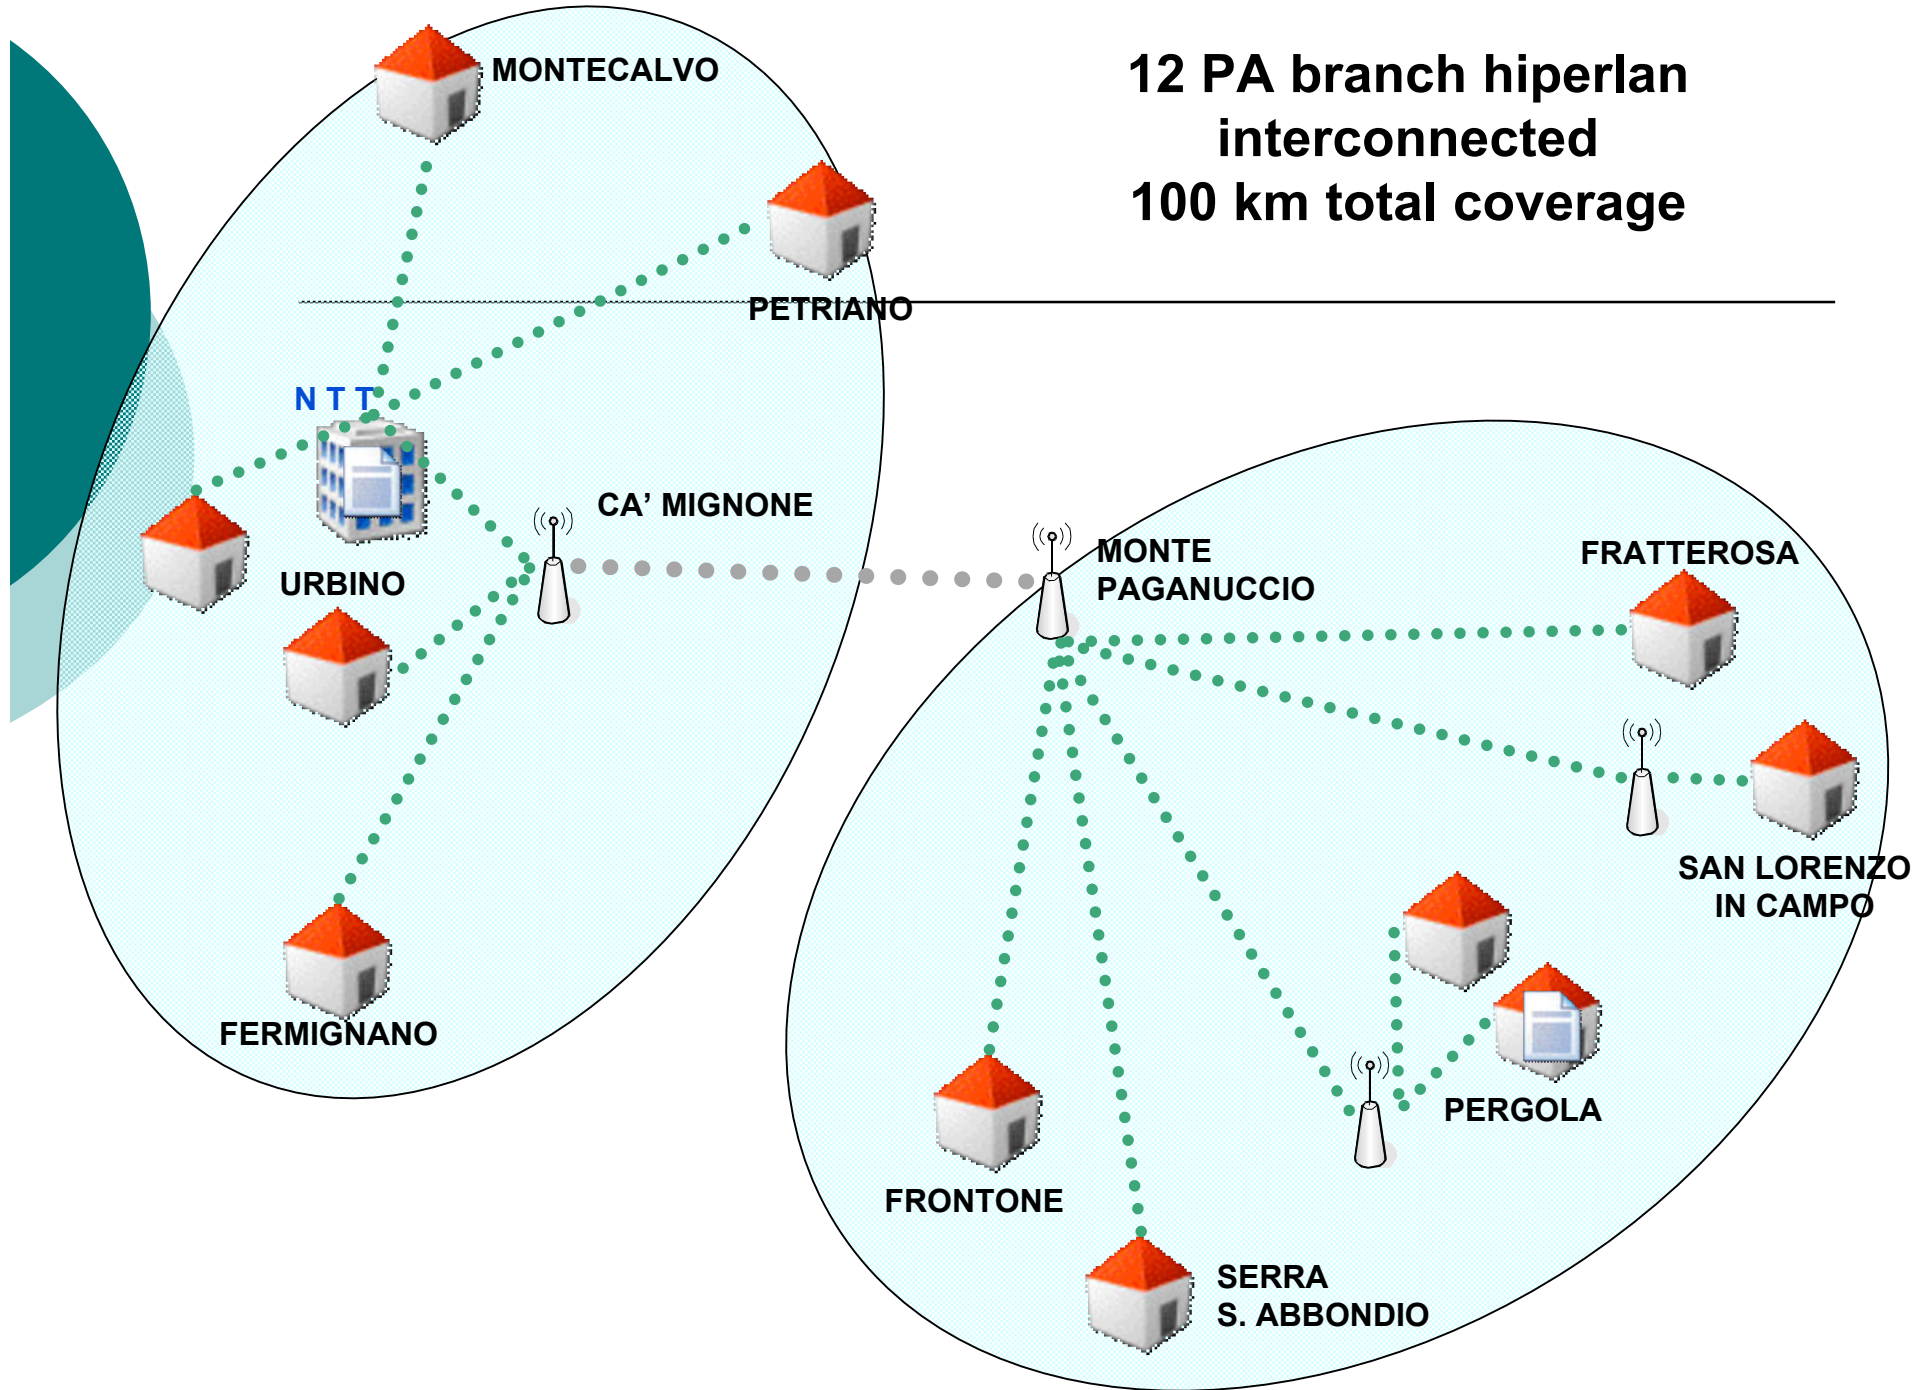 12 PA branch hiperlan
interconnected
100 km total coverage
MONTECALVO
PETRIANO
N T T
CA’ MIGNONE
URBINO
FERMIGNANO
MONTE
PAGANUCCIO
FRATTEROSA
SAN LORENZO
IN CAMPO
PERGOLA
FRONTONE
SERRA
S. ABBONDIO